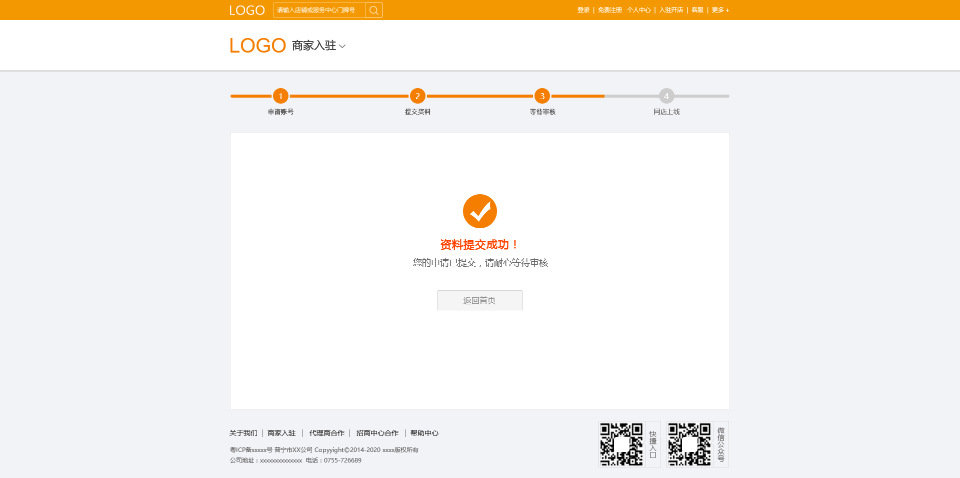 LOGO 请输入店铺或服务中心门牌号 登录 | 免费注册 个人中心 | 入驻开店 | 客服 | 更多 +
LOGO 商家入驻
1 2 3 4
申请账号 提交资料 等待审核 网店上线
资料提交成功！
您的申请已提交，请耐心等待审核
返回首页
关于我们 | 商家入驻 | 代理商合作 | 招商中心合作 | 帮助中心
粤ICP备xxxxx号 普宁市XX公司 Copyyight©2014-2020 xxxx版权所有
公司地址：xxxxxxxxxxxxxx 电话：0755-726689
快捷入口
微信公众号